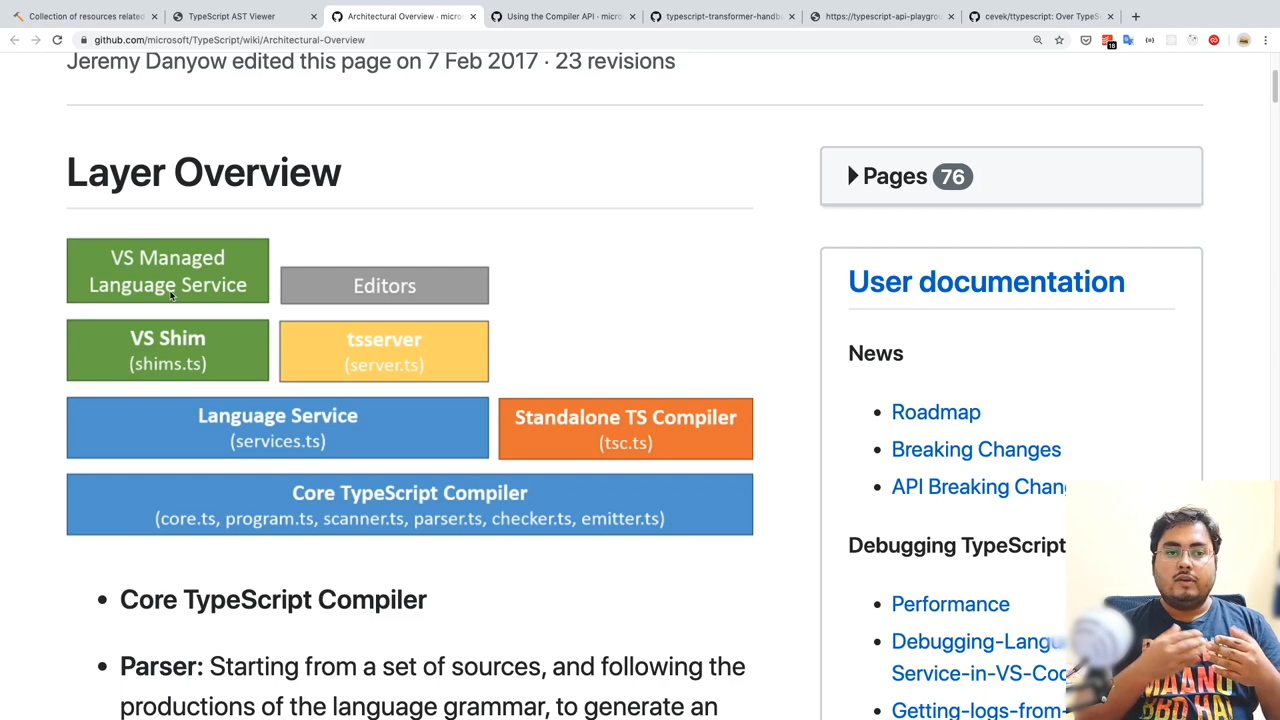 Collection of resources related
TypeScript AST Viewer
Architectural Overview · micro
Using the Compiler API · micros
typescript-transformer-handb
https://typescript-api-playgrou
cevek/ttypescript: Over TypeS
github.com/microsoft/TypeScript/wiki/Architectural-Overview
18
Jeremy Danyow edited this page on 7 Feb 2017 · 23 revisions
Layer Overview
VS Managed
Language Service
Editors
VS Shim
(shims.ts)
tsserver
(server.ts)
Language Service
(services.ts)
Standalone TS Compiler
(tsc.ts)
Core TypeScript Compiler
(core.ts, program.ts, scanner.ts, parser.ts, checker.ts, emitter.ts)
• Core TypeScript Compiler
• Parser: Starting from a set of sources, and following the
productions of the language grammar, to generate an
Pages 76
User documentation
News
• Roadmap
• Breaking Changes
• API Breaking Chang
Debugging TypeScript
• Performance
• Debugging-Langu
Service-in-VS-Co
• Getting-logs-from-
MAANG